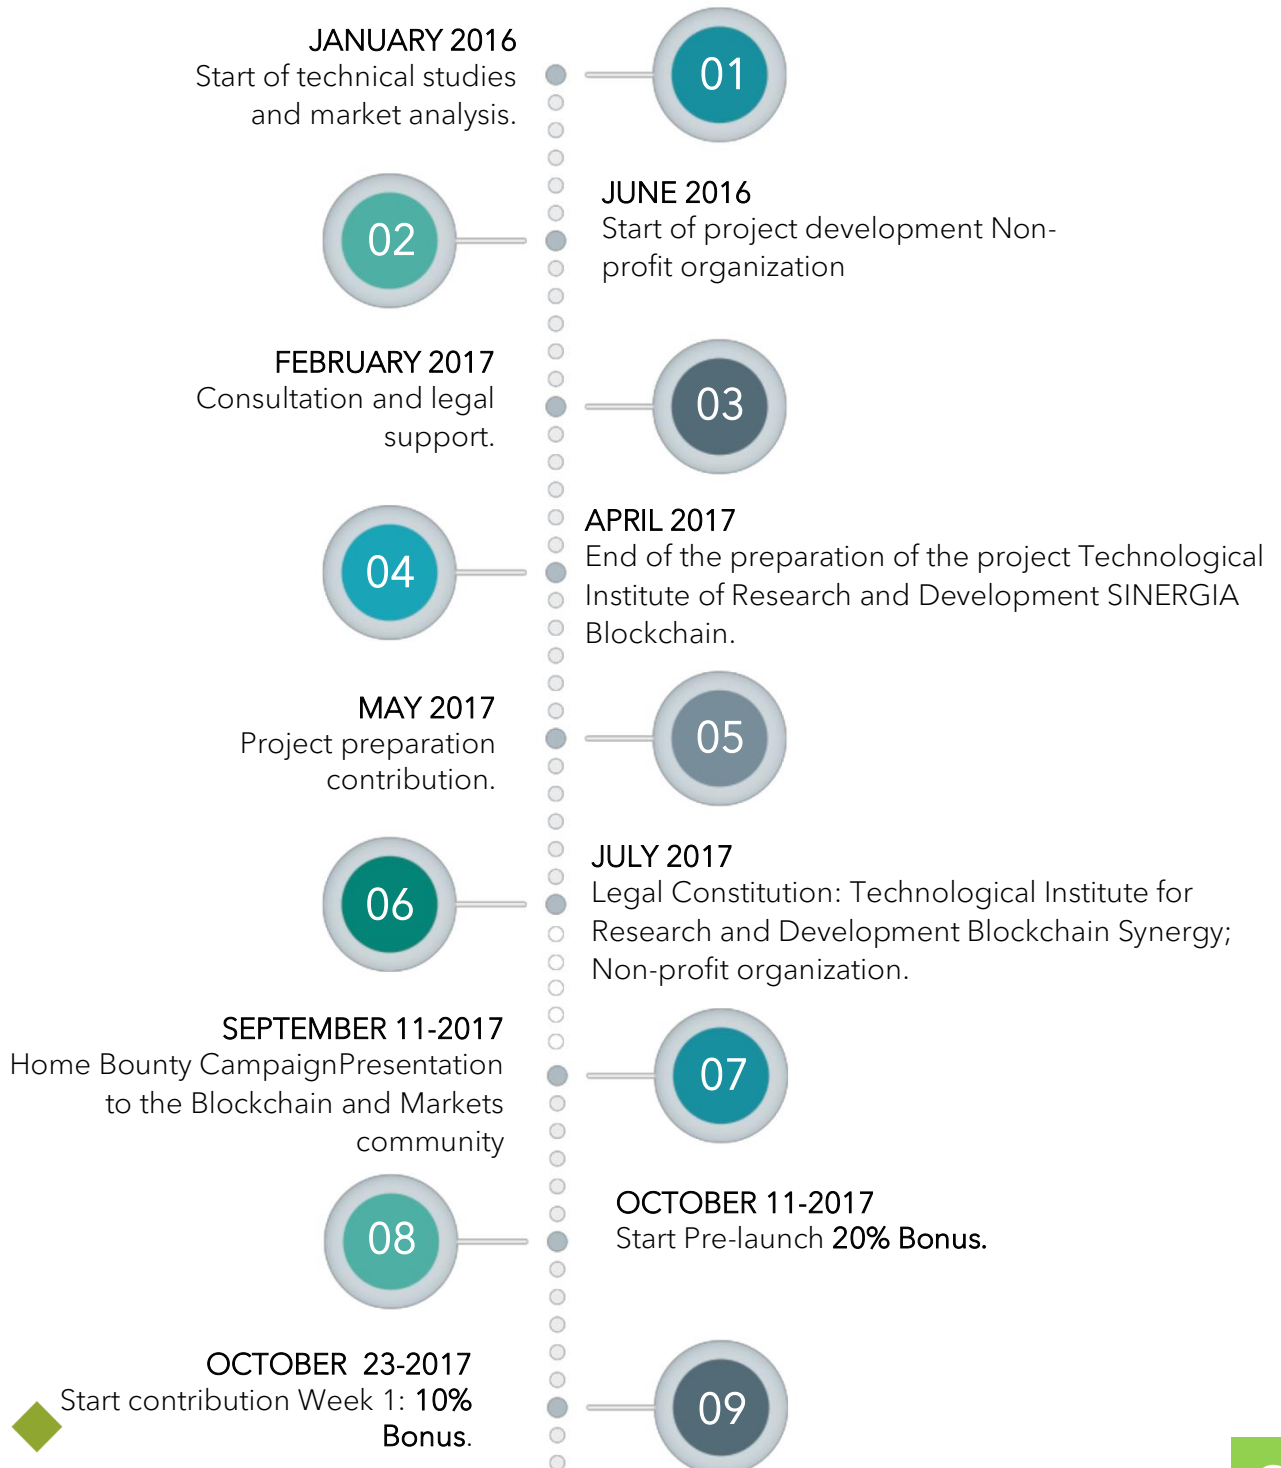 JANUARY 2016
Start of technical studies
and market analysis.
01
02
JUNE 2016
Start of project development Non-
profit organization
FEBRUARY 2017
Consultation and legal
support.
03
04
APRIL 2017
End of the preparation of the project Technological
Institute of Research and Development SINERGIA
Blockchain.
MAY 2017
Project preparation
contribution.
05
06
JULY 2017
Legal Constitution: Technological Institute for
Research and Development Blockchain Synergy;
Non-profit organization.
SEPTEMBER 11-2017
Home Bounty CampaignPresentation
to the Blockchain and Markets
community
07
08
OCTOBER 11-2017
Start Pre-launch 20% Bonus.
OCTOBER  23-2017
Start contribution Week 1: 10%
Bonus.
09